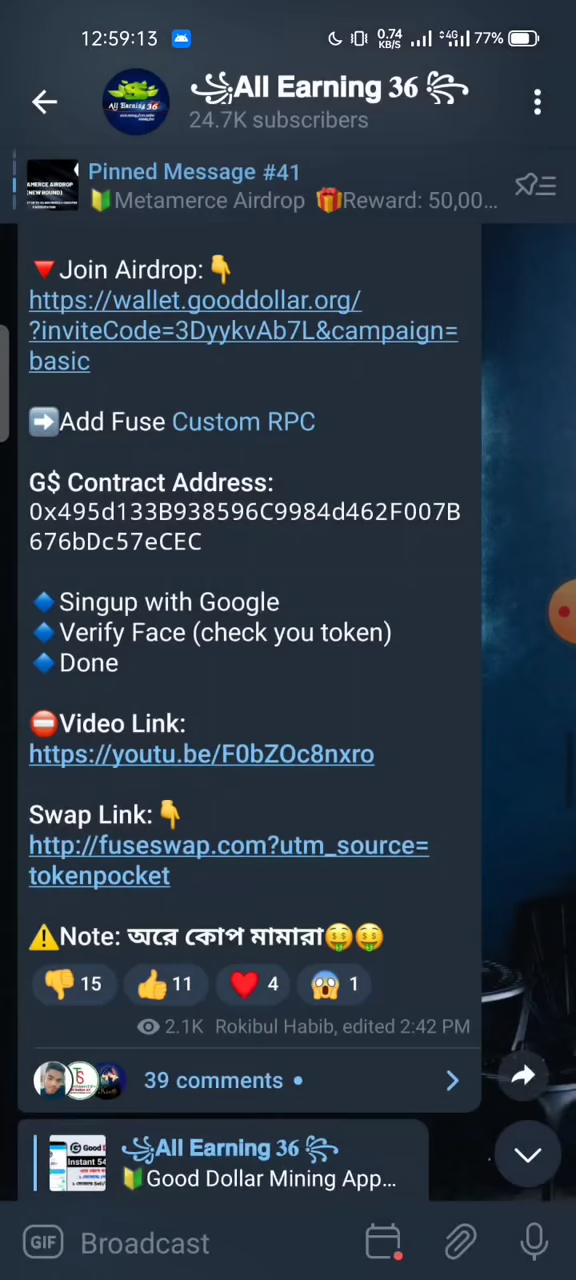 12:59:13
0.74
KB/S
4G
77%
꧁All Earning 36꧂
24.7K subscribers
Pinned Message #41
🔰Metamerce Airdrop 🎁Reward: 50,00...
🔻Join Airdrop:👇
https://wallet.gooddollar.org/
?inviteCode=3DyykvAb7L&campaign=
basic
➡️Add Fuse Custom RPC
G$ Contract Address:
0x495d133B938596C9984d462F007B
676bDc57eCEC
🔹Singup with Google
🔹Verify Face (check you token)
🔹Done
⛔Video Link:
https://youtu.be/F0bZOc8nxro
Swap Link:👇
http://fuseswap.com?utm_source=
tokenpocket
⚠️Note: অরে কোপ মামারা🤑🤑
👎 15 👍 11 ❤️ 4 😱 1
2.1K Rokibul Habib, edited 2:42 PM
39 comments
꧁All Earning 36꧂
🔰Good Dollar Mining App...
GIF Broadcast